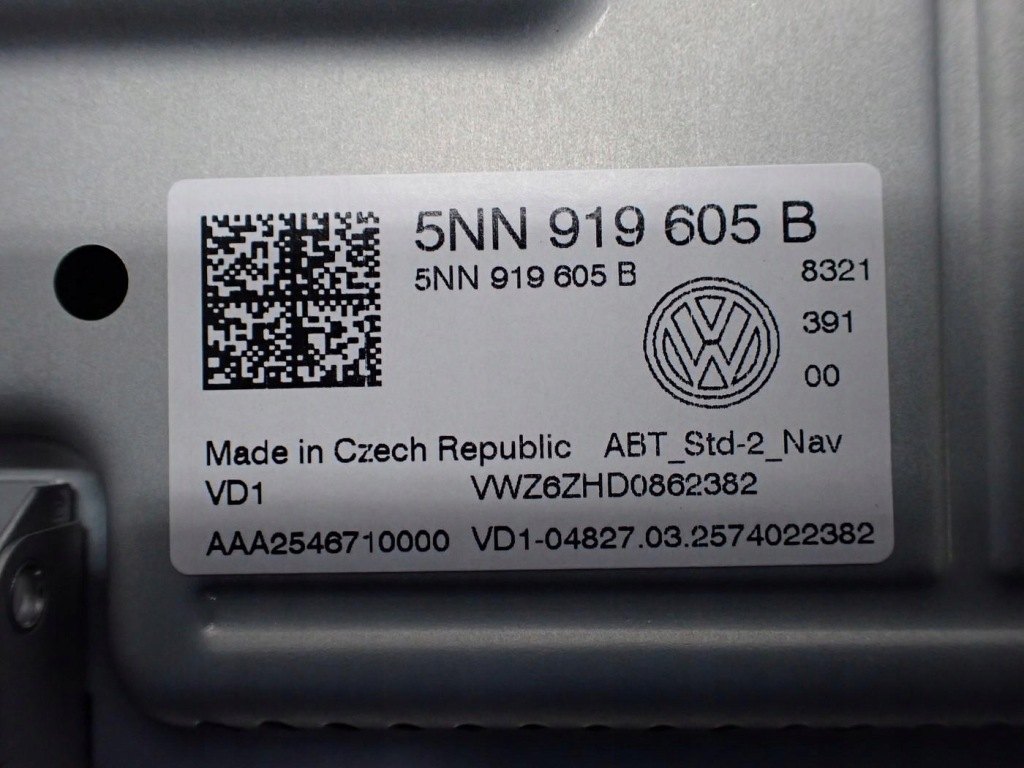 5NN 919 605 B
5NN 919 605 B
8321
391
00
Made in Czech Republic ABT_Std-2_Nav
VD1 VWZ6ZHD0862382
AAA2546710000 VD1-04827.03.2574022382